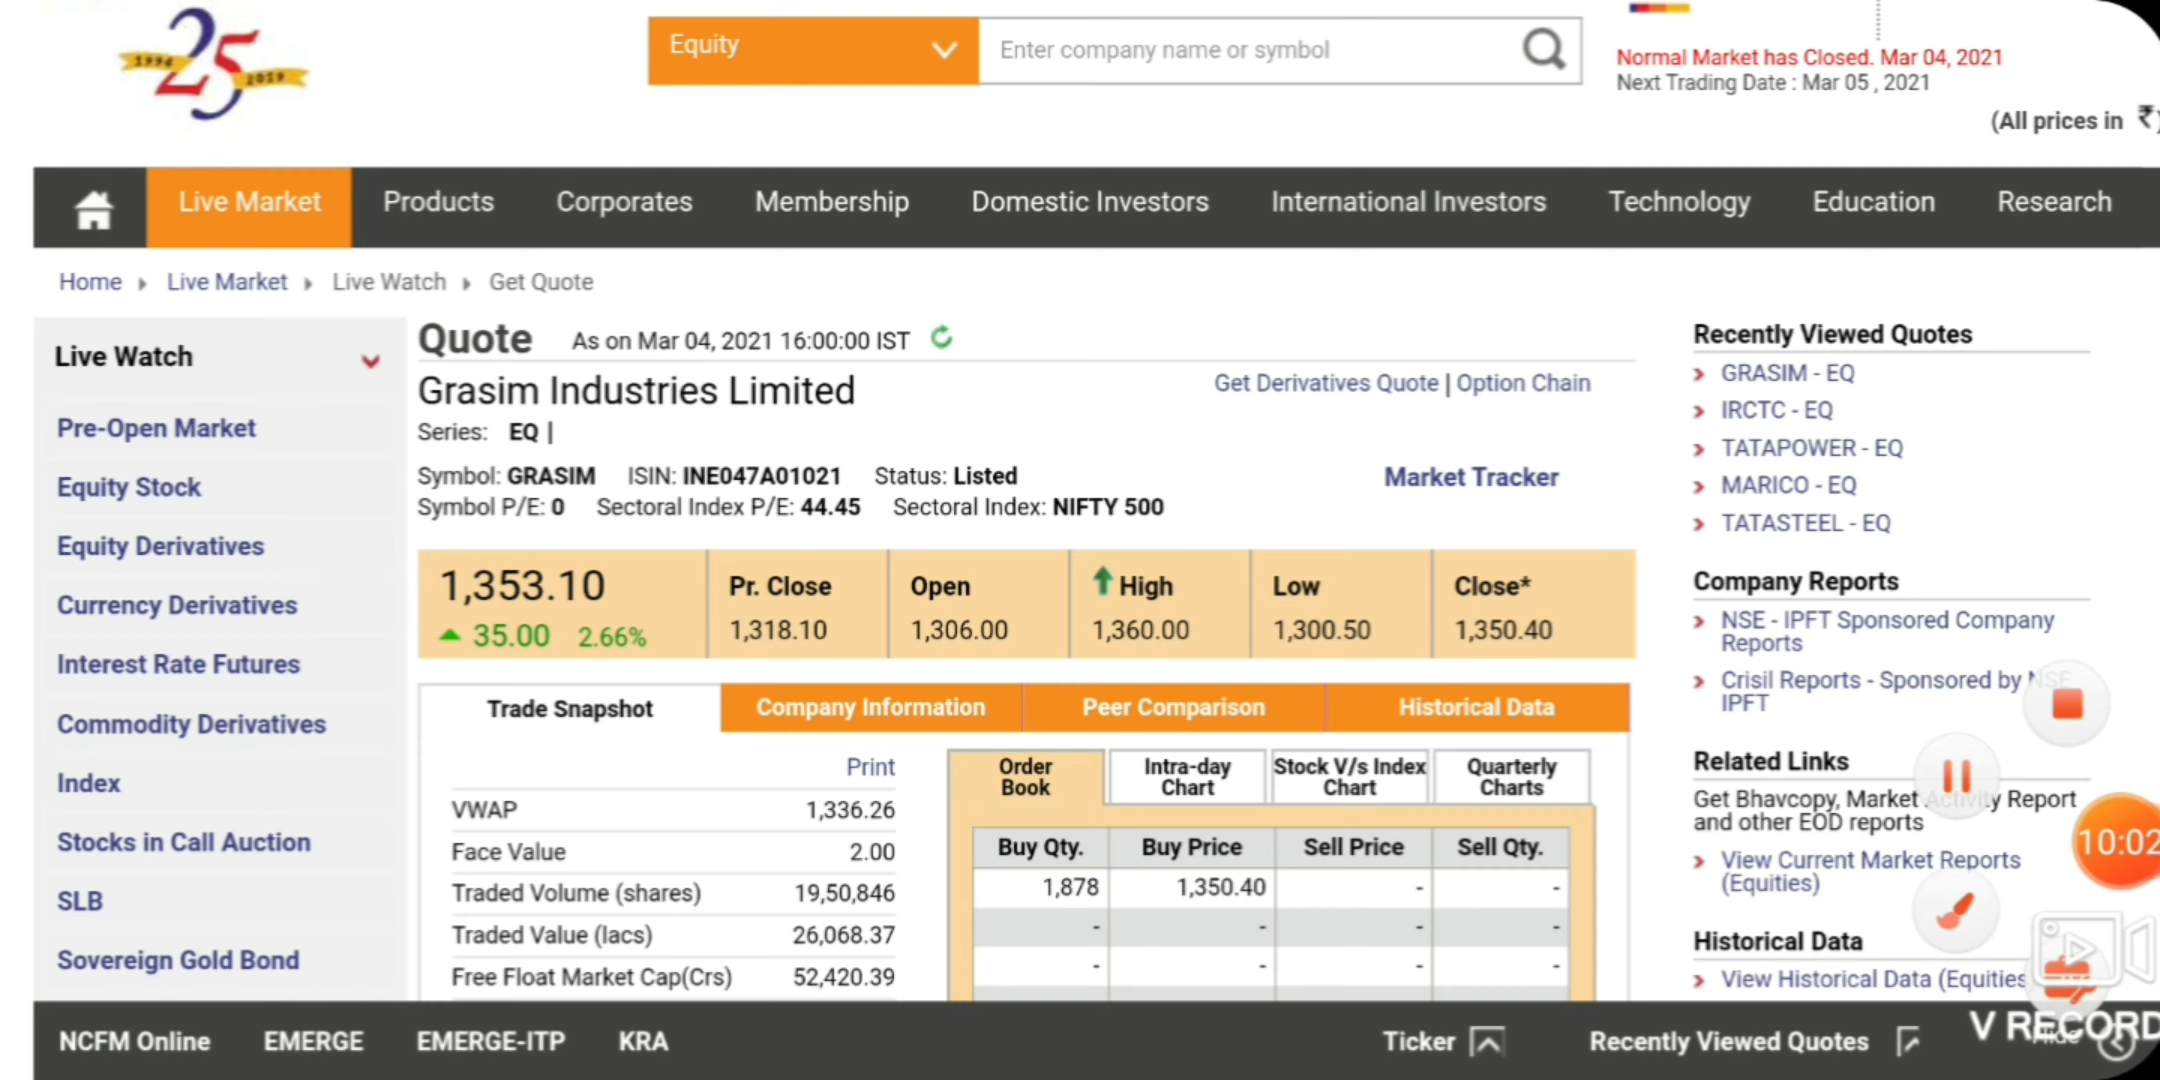 1994 25 2019
Equity
Enter company name or symbol
Normal Market has Closed. Mar 04, 2021
Next Trading Date : Mar 05 , 2021
(All prices in ₹)
Live Market Products Corporates Membership Domestic Investors International Investors Technology Education Research
Home Live Market Live Watch Get Quote
Live Watch
Pre-Open Market
Equity Stock
Equity Derivatives
Currency Derivatives
Interest Rate Futures
Commodity Derivatives
Index
Stocks in Call Auction
SLB
Sovereign Gold Bond
Quote As on Mar 04, 2021 16:00:00 IST
Grasim Industries Limited
Get Derivatives Quote | Option Chain
Series: EQ |
Symbol: GRASIM ISIN: INE047A01021 Status: Listed
Market Tracker
Symbol P/E: 0 Sectoral Index P/E: 44.45 Sectoral Index: NIFTY 500
1,353.10 Pr. Close Open High Low Close*
35.00 2.66% 1,318.10 1,306.00 1,360.00 1,300.50 1,350.40
Trade Snapshot Company Information Peer Comparison Historical Data
Print
VWAP 1,336.26
Face Value 2.00
Traded Volume (shares) 19,50,846
Traded Value (lacs) 26,068.37
Free Float Market Cap(Crs) 52,420.39
Order Book
Intra-day Chart
Stock V/s Index Chart
Quarterly Charts
Buy Qty. Buy Price Sell Price Sell Qty.
1,878 1,350.40 - -
- - - -
- - - -
Recently Viewed Quotes
GRASIM - EQ
IRCTC - EQ
TATAPOWER - EQ
MARICO - EQ
TATASTEEL - EQ
Company Reports
NSE - IPFT Sponsored Company
Reports
Crisil Reports - Sponsored by NSE
IPFT
Related Links
Get Bhavcopy, Market Activity Report
and other EOD reports
View Current Market Reports
(Equities)
Historical Data
View Historical Data (Equities
10:02
NCFM Online EMERGE EMERGE-ITP KRA Ticker Recently Viewed Quotes Hide
V RECORD